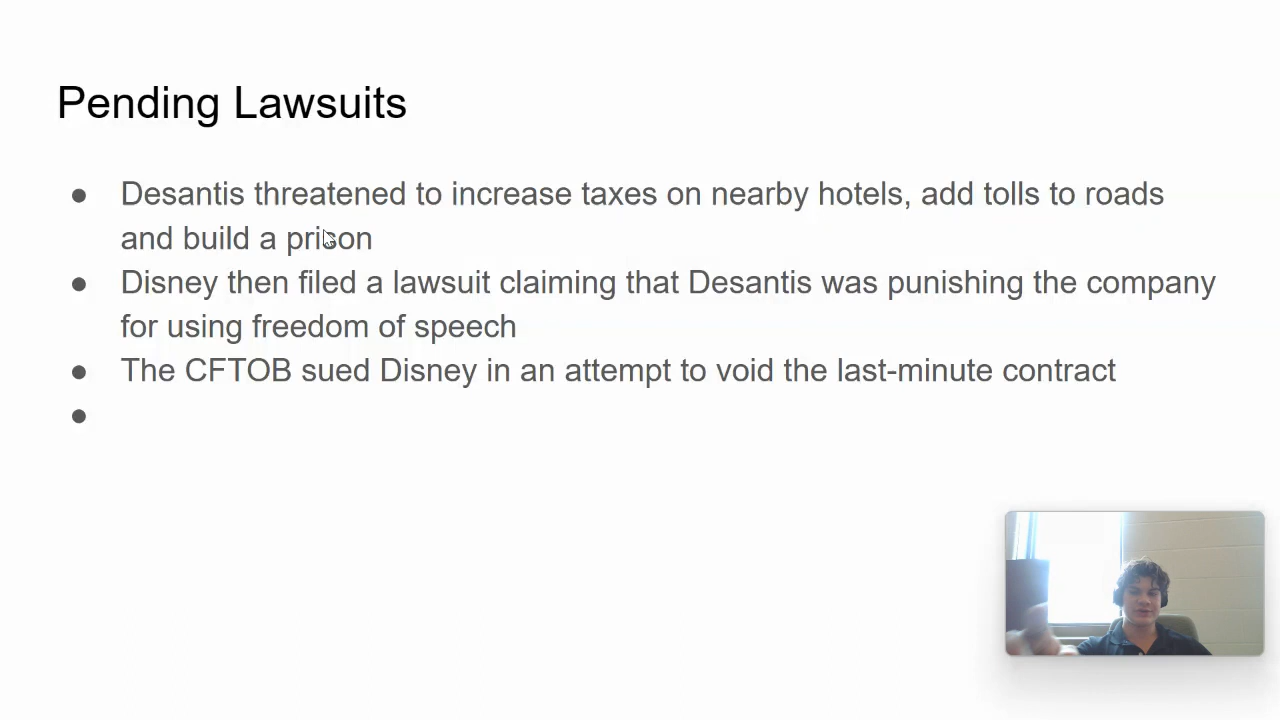 Pending Lawsuits
● Desantis threatened to increase taxes on nearby hotels, add tolls to roads
and build a prison
● Disney then filed a lawsuit claiming that Desantis was punishing the company
for using freedom of speech
● The CFTOB sued Disney in an attempt to void the last-minute contract
●